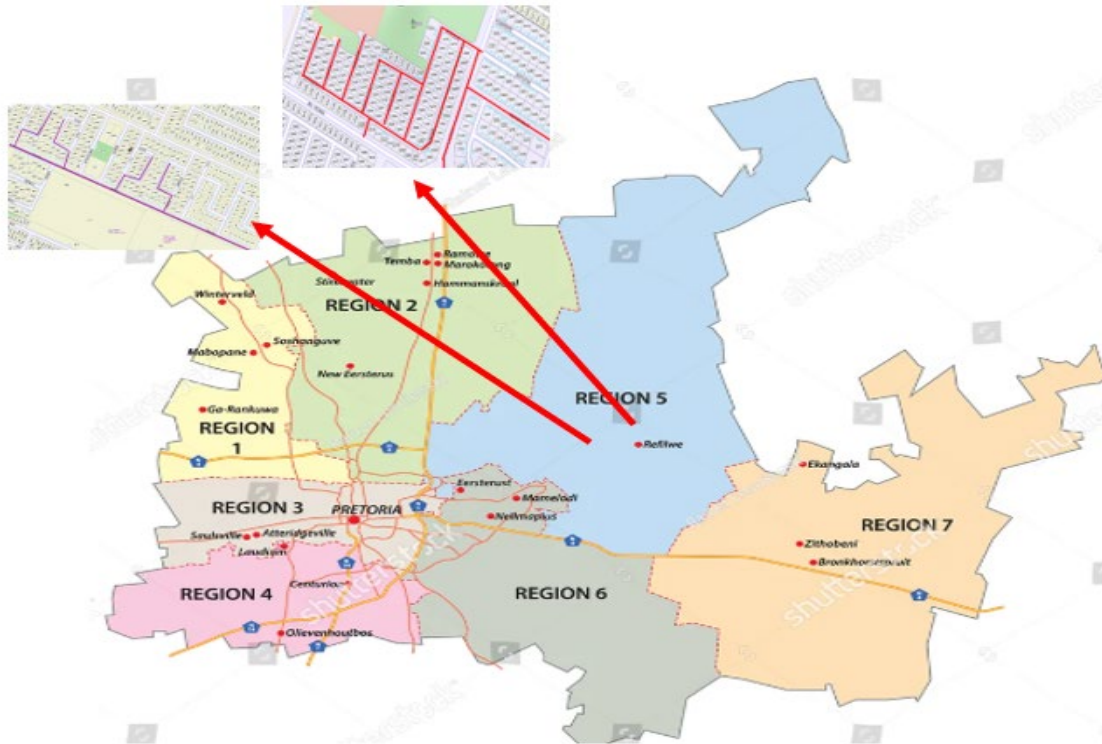 Ramotse
Temba
Marokolong
Hammanskraal
REGION 2
Winterveld
Soshanguve
Mabopane
New Eersterus
REGION 5
Ga-Rankuwa
REGION
1
Refilwe
Ekangala
Eersterust
Mamelodi
REGION 3
PRETORIA
Nellmapius
REGION 7
Saulsville
Atteridgeville
Laudium
Zithobeni
Bronkhorstspruit
Centurion
REGION 4
REGION 6
Olievenhoutbos
shutterstock